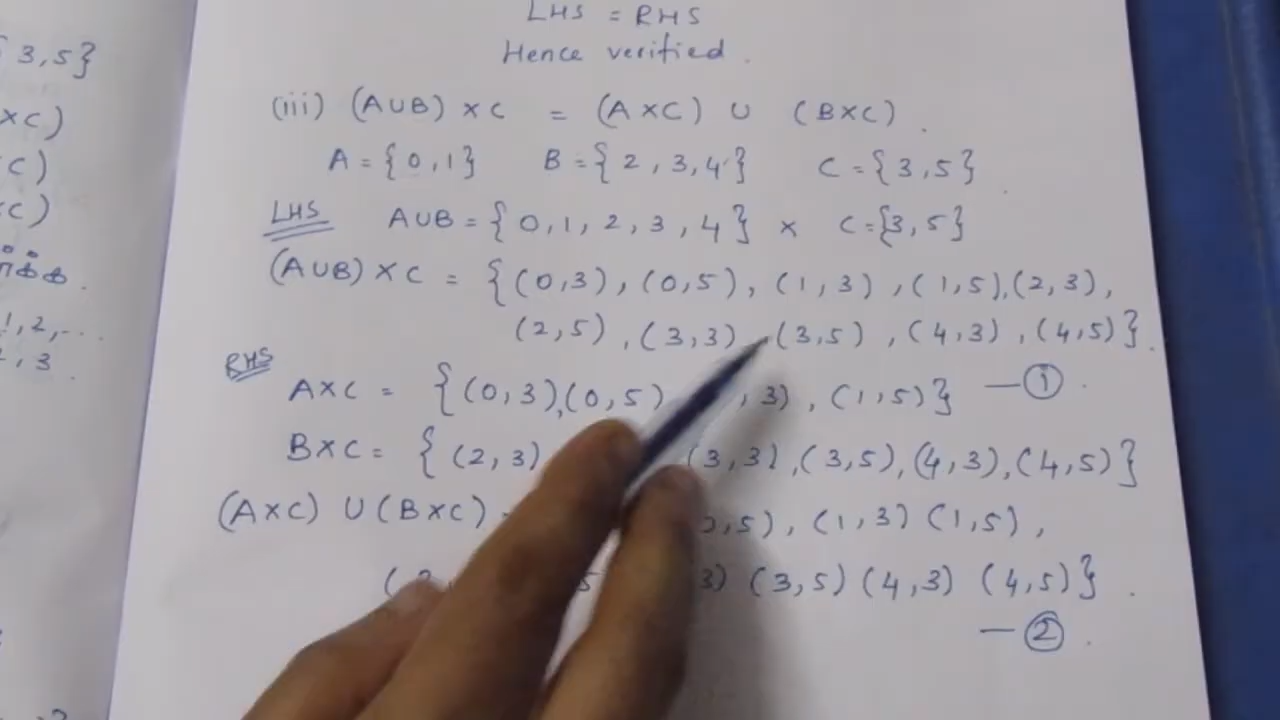 LHS = RHS
Hence verified.
3,5}
×C)
C)
C)
1,2,...
2,3
(iii) (A∪B) × C = (A×C) ∪ (B×C).
A = {0,1} B = {2,3,4} C = {3,5}
LHS A∪B = {0,1,2,3,4} × C={3,5}
(A∪B)×C = {(0,3),(0,5),(1,3),(1,5),(2,3),
(2,5),(3,3),(3,5),(4,3),(4,5)}.
RHS
A×C = {(0,3),(0,5) ,3),(1,5)} —①.
B×C = {(2,3) (3,3),(3,5),(4,3),(4,5)}
(A×C) ∪ (B×C) 0,5),(1,3)(1,5),
5 3)(3,5)(4,3)(4,5)}.
—②.